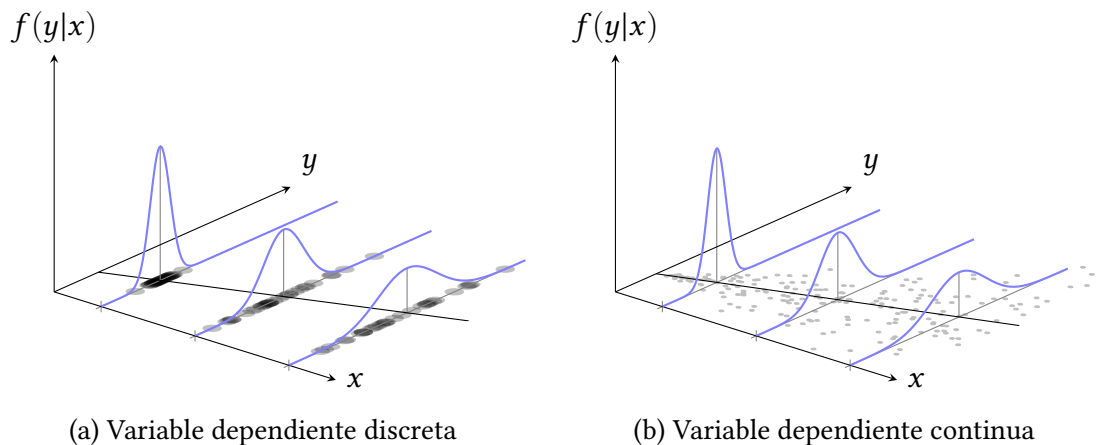 f(y|x)
y
x
(a) Variable dependiente discreta
f(y|x)
y
x
(b) Variable dependiente continua